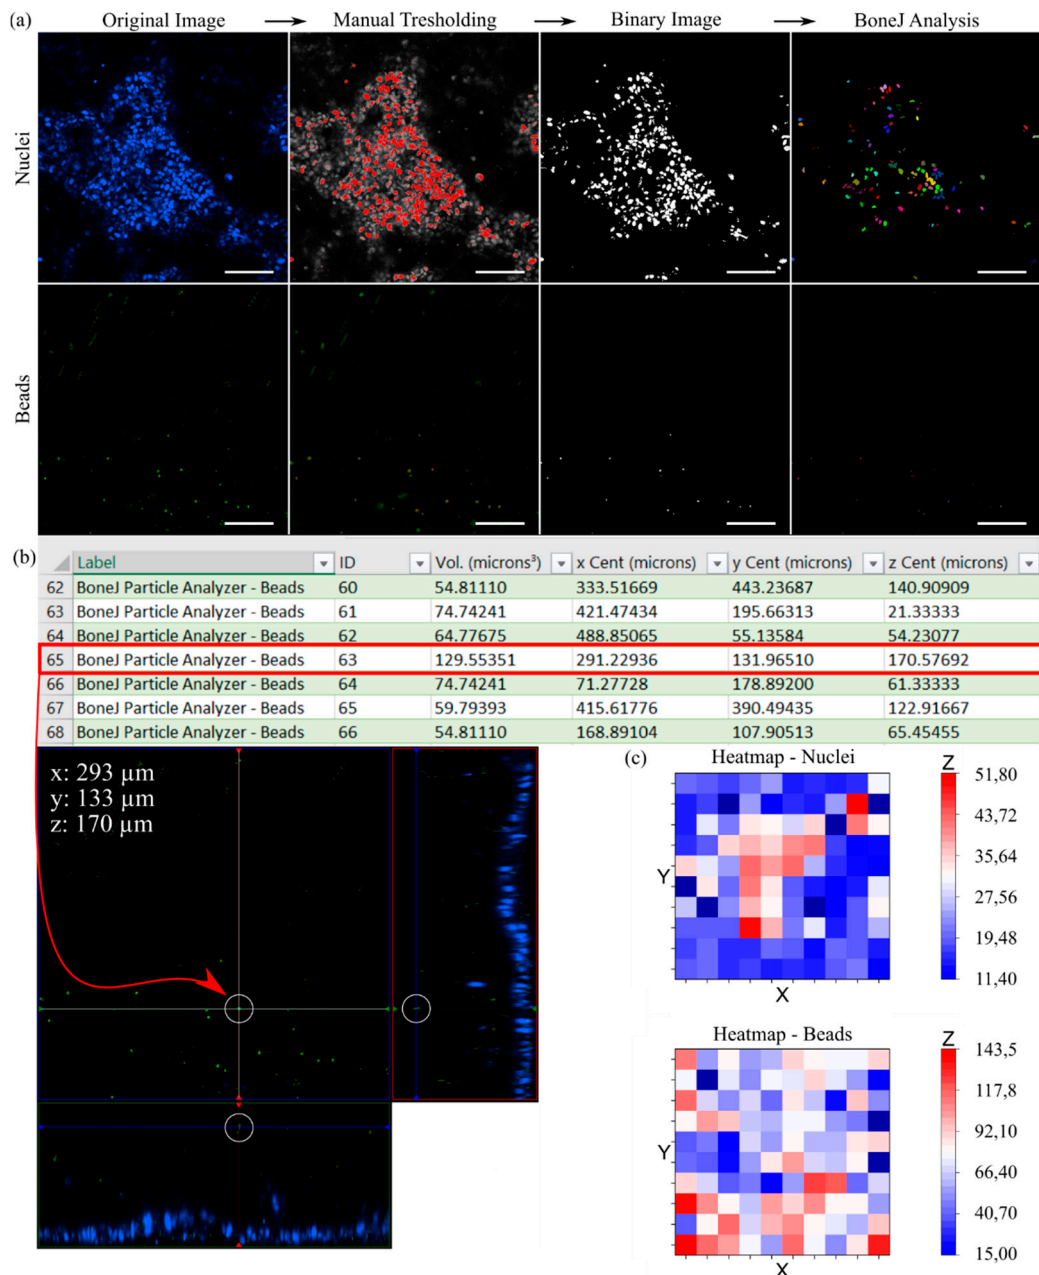 (a) Original Image Manual Tresholding Binary Image BoneJ Analysis
Nuclei
Beads
(b)
Label ID Vol. (microns³) x Cent (microns) y Cent (microns) z Cent (microns)
62 BoneJ Particle Analyzer - Beads 60 54.81110 333.51669 443.23687 140.90909
63 BoneJ Particle Analyzer - Beads 61 74.74241 421.47434 195.66313 21.33333
64 BoneJ Particle Analyzer - Beads 62 64.77675 488.85065 55.13584 54.23077
65 BoneJ Particle Analyzer - Beads 63 129.55351 291.22936 131.96510 170.57692
66 BoneJ Particle Analyzer - Beads 64 74.74241 71.27728 178.89200 61.33333
67 BoneJ Particle Analyzer - Beads 65 59.79393 415.61776 390.49435 122.91667
68 BoneJ Particle Analyzer - Beads 66 54.81110 168.89104 107.90513 65.45455
x: 293 µm
y: 133 µm
z: 170 µm
(c) Heatmap - Nuclei
Z
51,80
43,72
35,64
27,56
19,48
11,40
Y
X
Heatmap - Beads
Z
143,5
117,8
92,10
66,40
40,70
15,00
Y
X